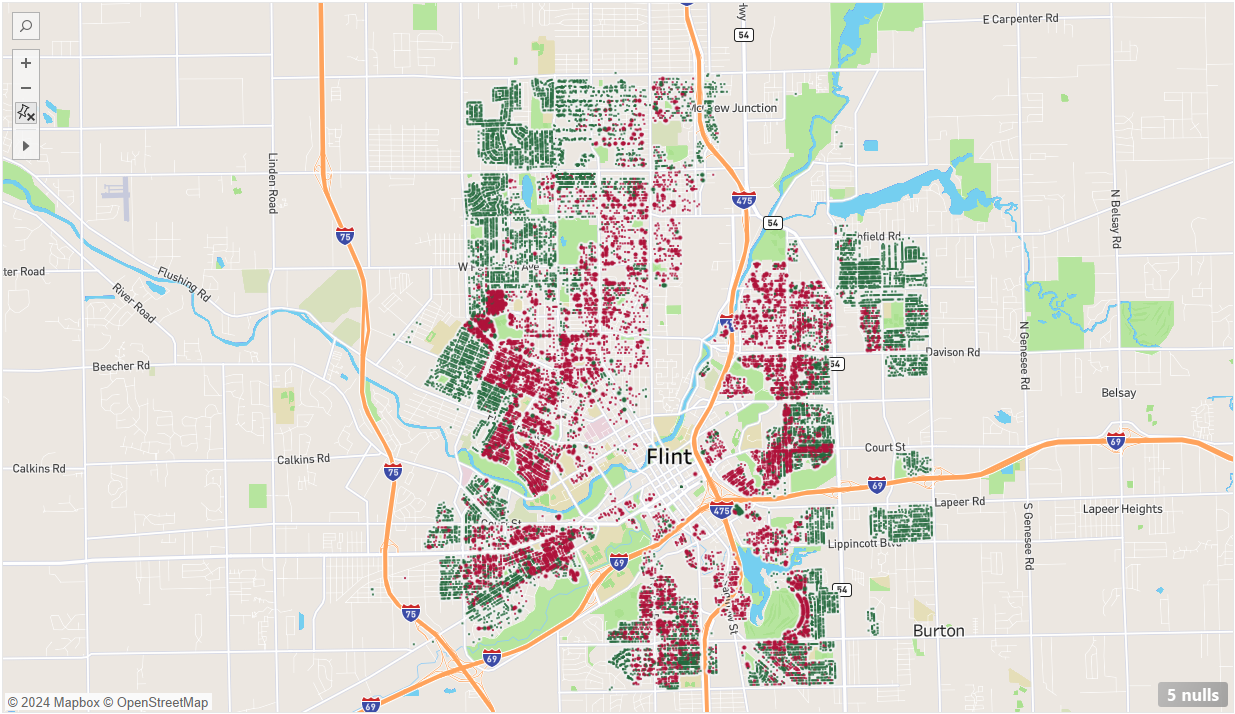 E Carpenter Rd
54
Linden Road
475
54
N Belsay Rd
75
ter Road
Flushing Rd
River Road
Beecher Rd
Davison Rd
54
N Genesee Rd
Belsay
Flint
Court St
69
Calkins Rd
Calkins Rd
75
69
Lapeer Rd
475
Lapeer Heights
S Genesee Rd
Lippincott Blvd
69
54
75
Burton
69
69
© 2024 Mapbox © OpenStreetMap
5 nulls